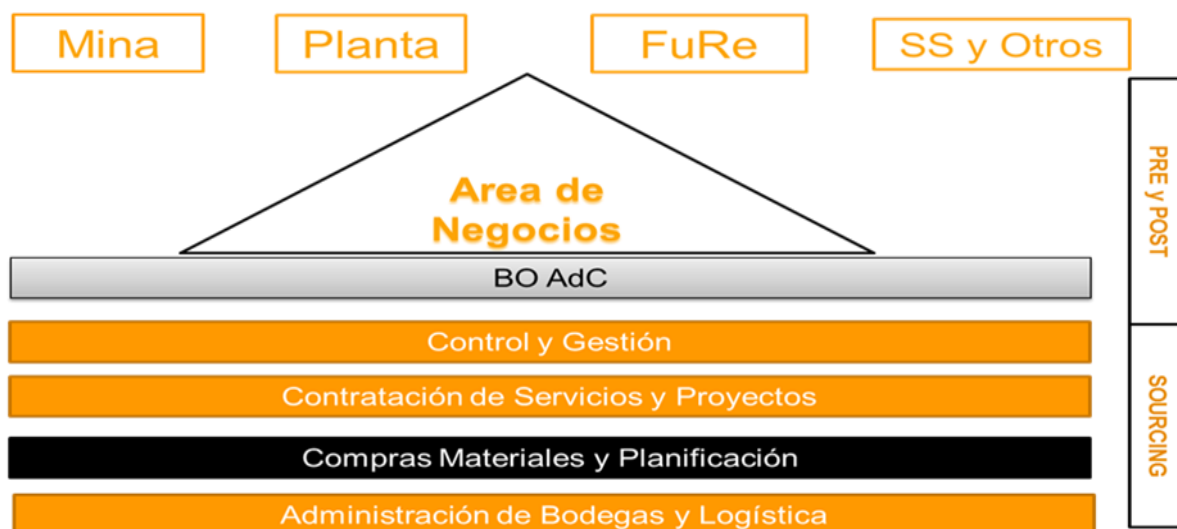 Mina
Planta
FuRe
SS y Otros
Area de
Negocios
BO AdC
Control y Gestión
Contratación de Servicios y Proyectos
Compras Materiales y Planificación
Administración de Bodegas y Logística
PRE y POST
SOURCING